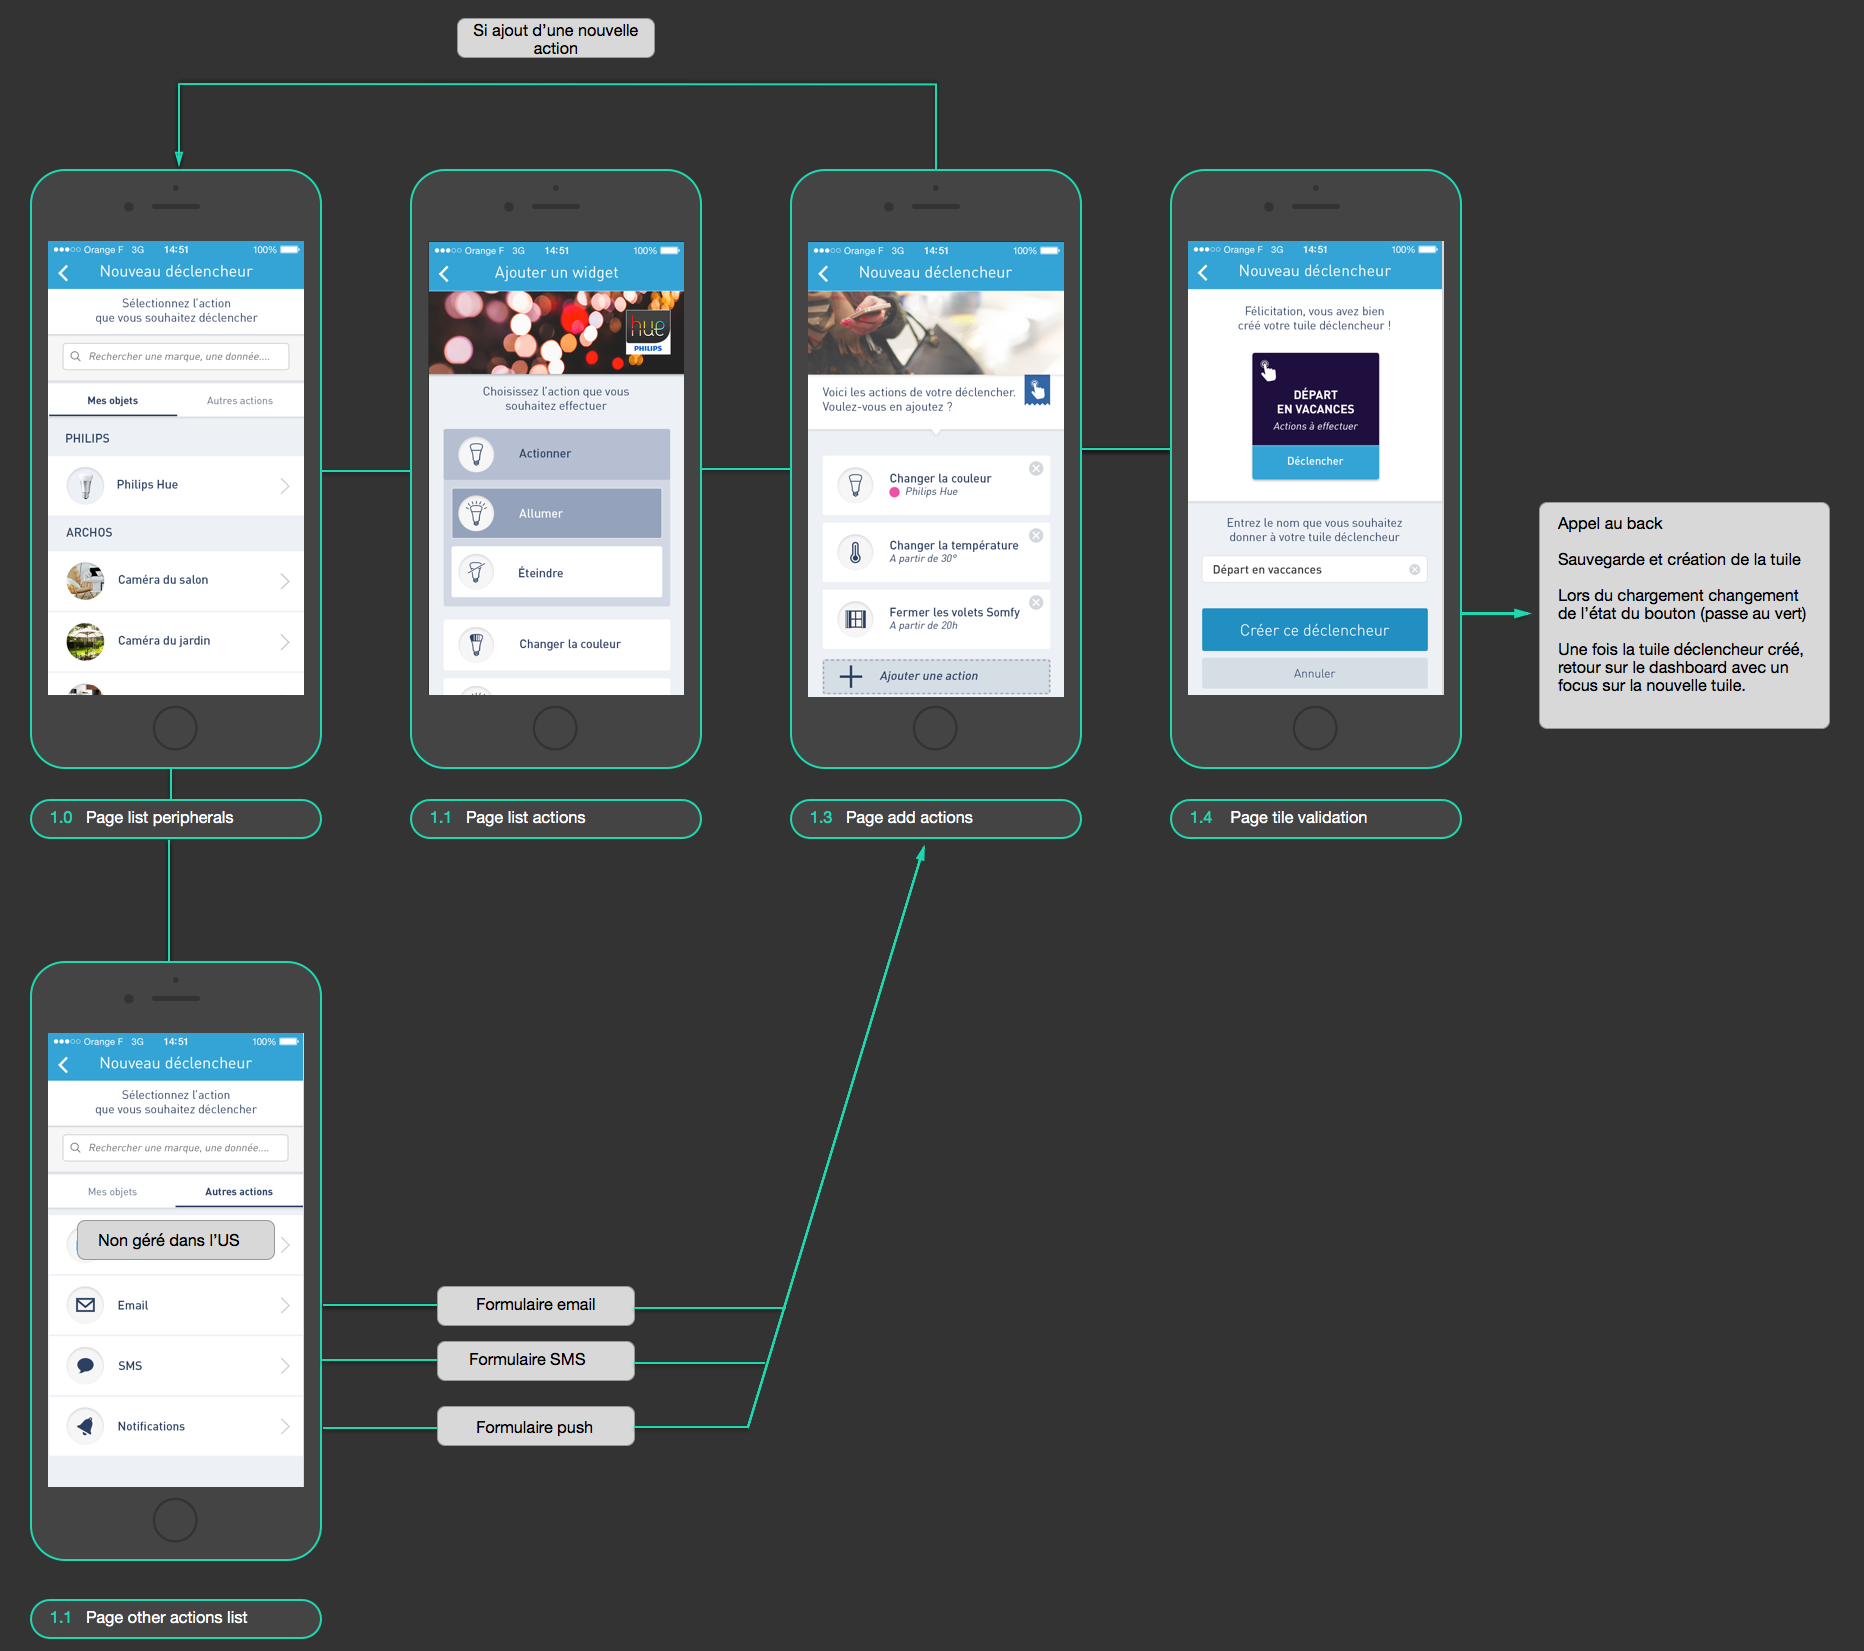 Si ajout d’une nouvelle
action
Orange F 3G 14:51 100%
Nouveau déclencheur
Sélectionnez l’action
que vous souhaitez déclencher
Rechercher une marque, une donnée....
Mes objets Autres actions
PHILIPS
Philips Hue
ARCHOS
Caméra du salon
Caméra du jardin
1.0 Page list peripherals
Orange F 3G 14:51 100%
Ajouter un widget
hue
PHILIPS
Choisissez l’action que vous
souhaitez effectuer
Actionner
Allumer
Éteindre
Changer la couleur
1.1 Page list actions
Orange F 3G 14:51 100%
Nouveau déclencheur
Voici les actions de votre déclencher.
Voulez-vous en ajoutez ?
Changer la couleur
Philips Hue
Changer la température
A partir de 30°
Fermer les volets Somfy
A partir de 20h
Ajouter une action
1.3 Page add actions
Orange F 3G 14:51 100%
Nouveau déclencheur
Félicitation, vous avez bien
créé votre tuile déclencheur !
DÉPART
EN VACANCES
Actions à effectuer
Déclencher
Entrez le nom que vous souhaitez
donner à votre tuile déclencheur
Départ en vaccances
Créer ce déclencheur
Annuler
1.4 Page tile validation
Appel au back
Sauvegarde et création de la tuile
Lors du chargement changement
de l’état du bouton (passe au vert)
Une fois la tuile déclencheur créé,
retour sur le dashboard avec un
focus sur la nouvelle tuile.
Orange F 3G 14:51 100%
Nouveau déclencheur
Sélectionnez l’action
que vous souhaitez déclencher
Rechercher une marque, une donnée....
Mes objets Autres actions
Non géré dans l’US
Email
SMS
Notifications
Formulaire email
Formulaire SMS
Formulaire push
1.1 Page other actions list